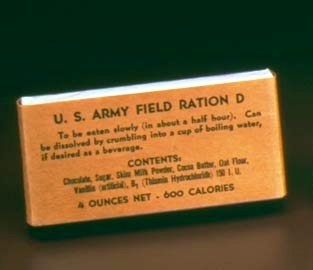 U. S. ARMY FIELD RATION D
To be eaten slowly (in about a half hour). Can
be dissolved by crumbling into a cup of boiling water,
if desired as a beverage.
CONTENTS:
Chocolate, Sugar, Skim Milk Powder, Cocoa Butter, Oat Flour,
Vanillin (artificial), B₁ (Thiamin Hydrochloride) 150 I. U.
4 OUNCES NET - 600 CALORIES